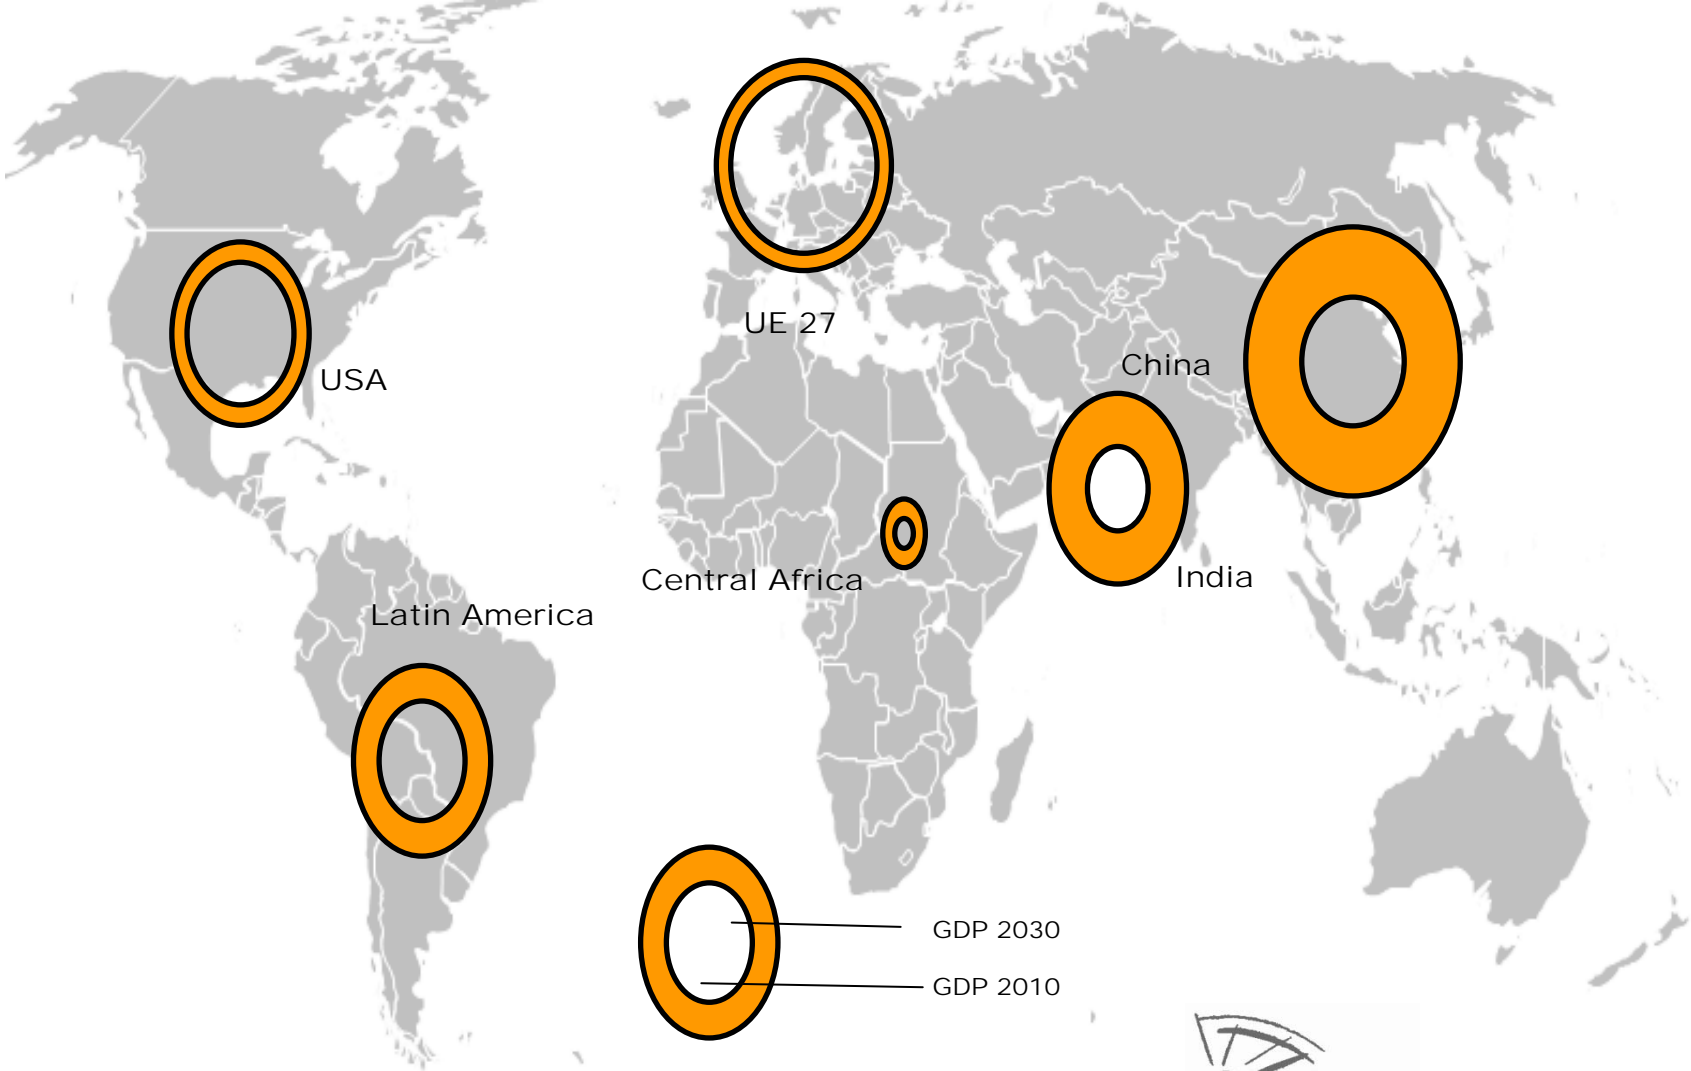 UE 27
China
USA
Central Africa
India
Latin America
GDP 2030
GDP 2010